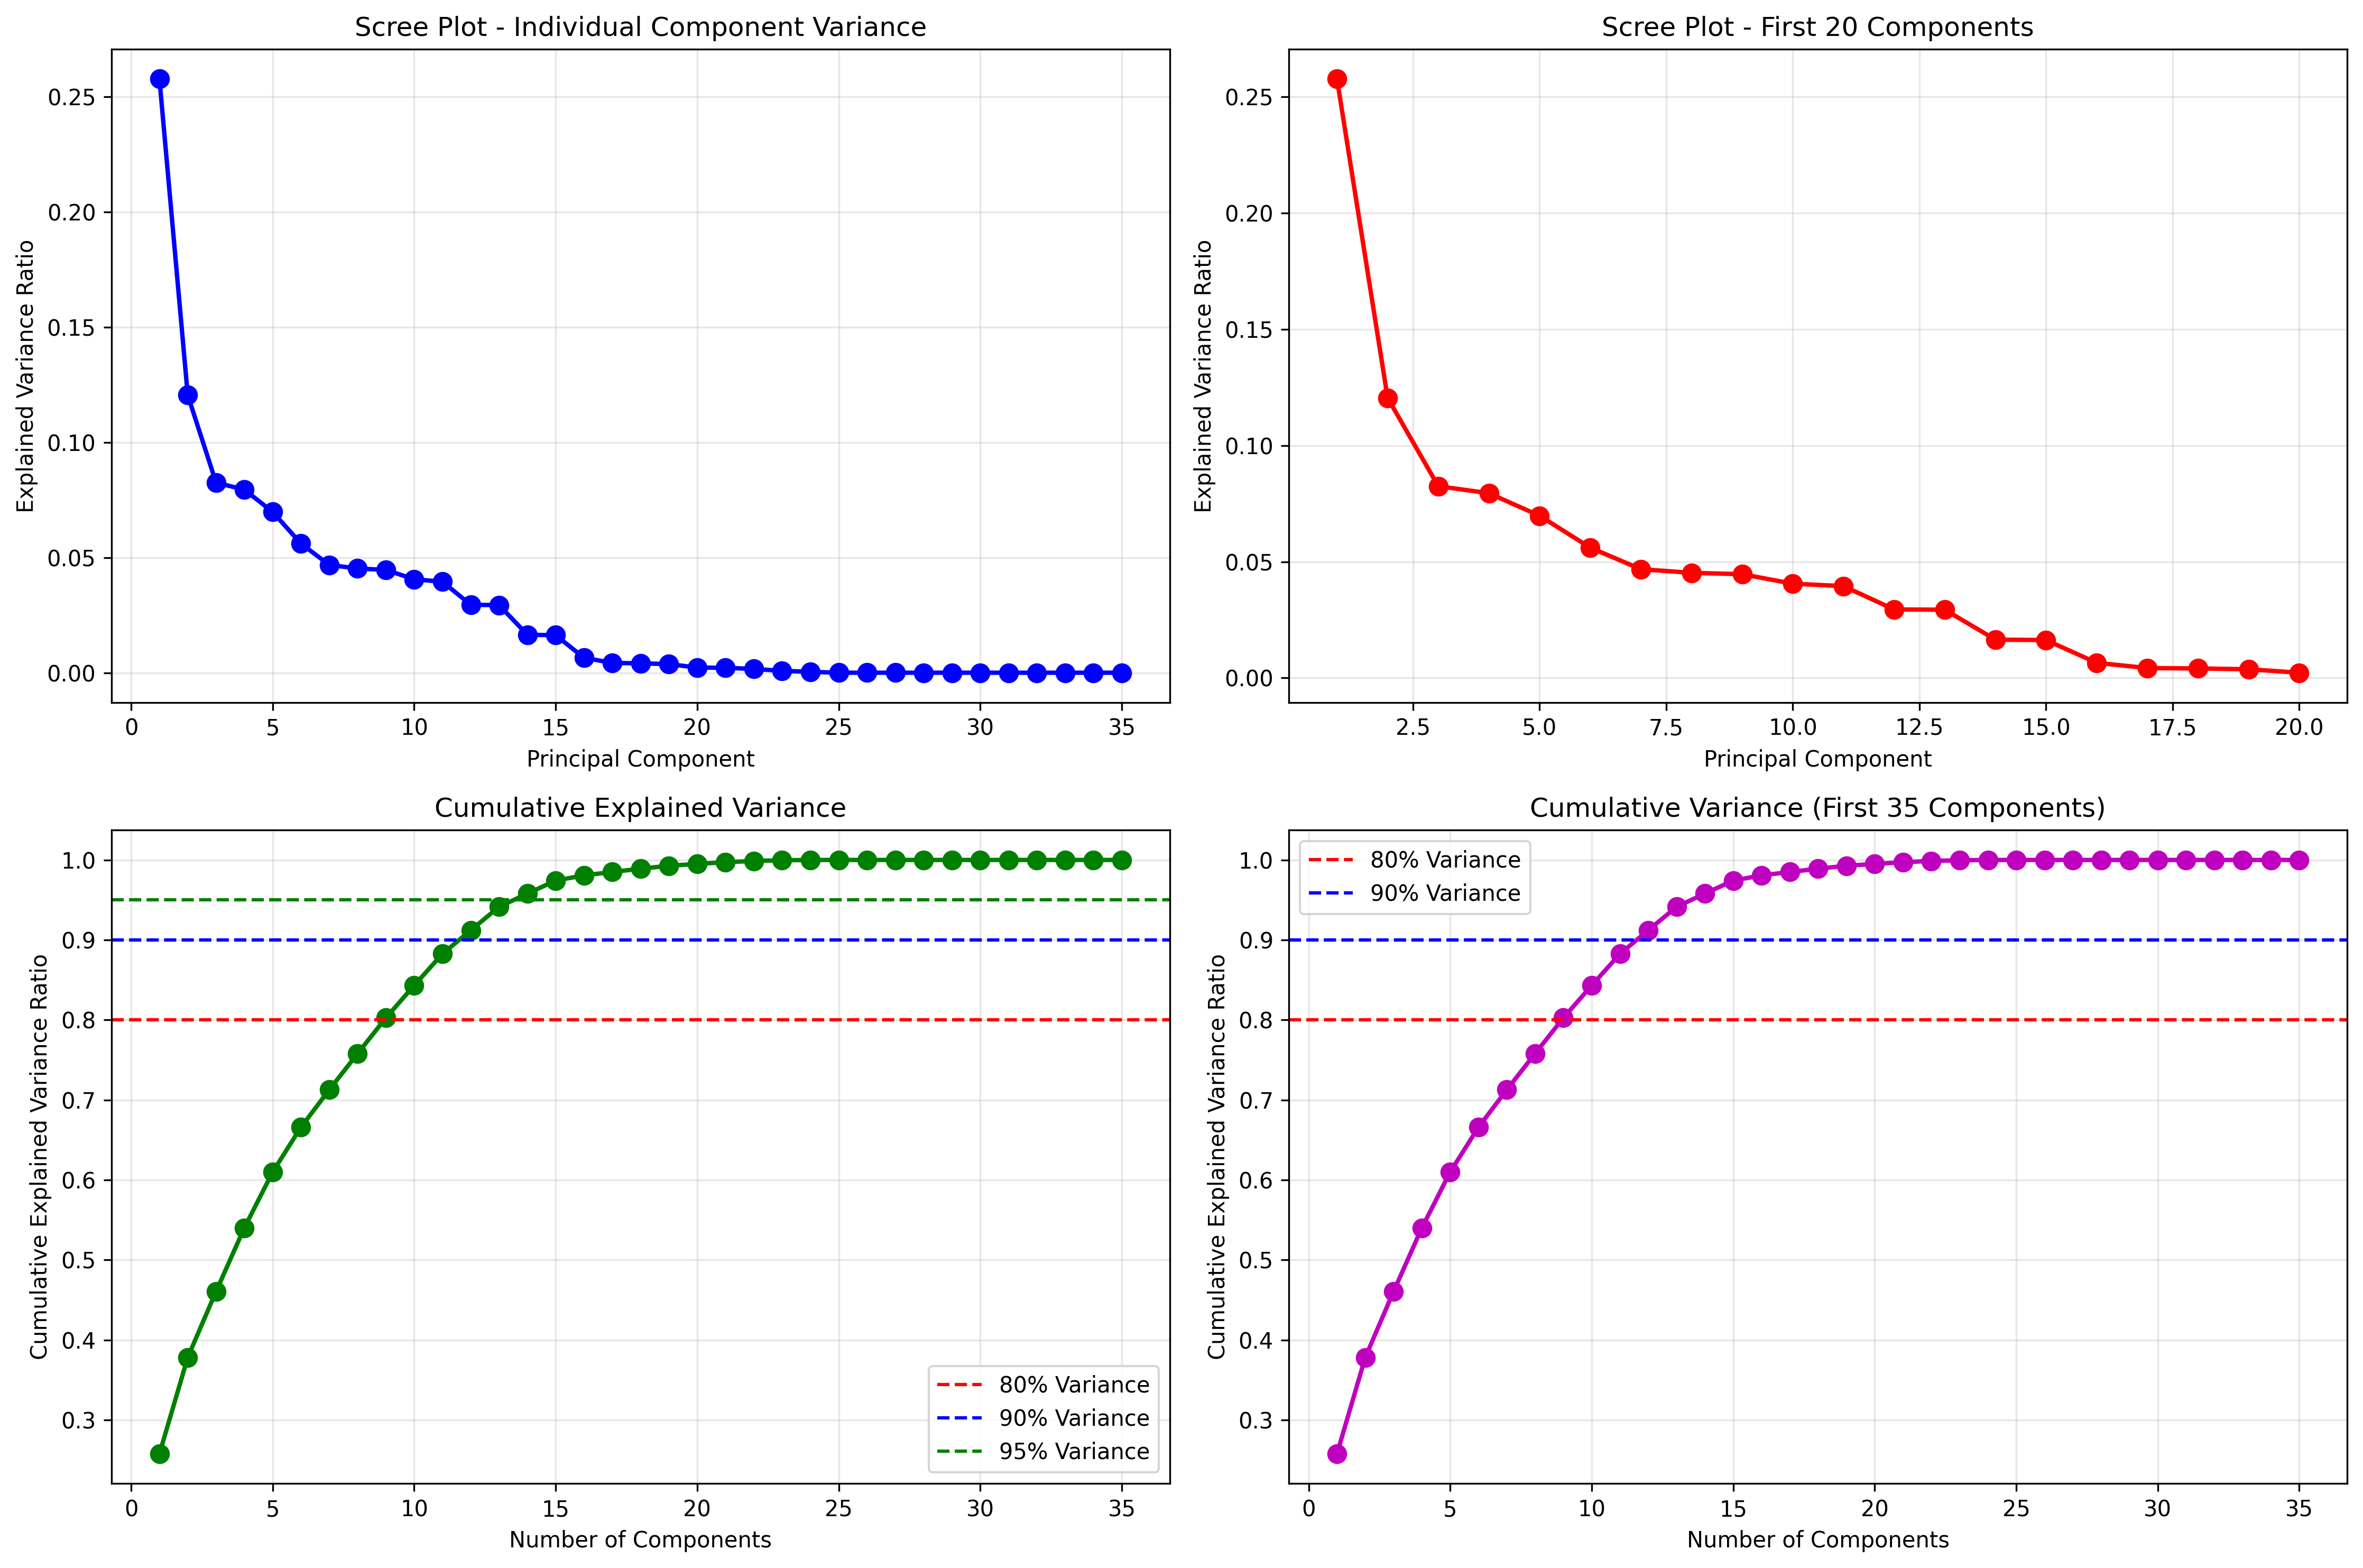 Scree Plot - Individual Component Variance
Explained Variance Ratio
0.25
0.20
0.15
0.10
0.05
0.00
0 5 10 15 20 25 30 35
Principal Component
Scree Plot - First 20 Components
Explained Variance Ratio
0.25
0.20
0.15
0.10
0.05
0.00
2.5 5.0 7.5 10.0 12.5 15.0 17.5 20.0
Principal Component
Cumulative Explained Variance
Cumulative Explained Variance Ratio
1.0
0.9
0.8
0.7
0.6
0.5
0.4
0.3
80% Variance
90% Variance
95% Variance
0 5 10 15 20 25 30 35
Number of Components
Cumulative Variance (First 35 Components)
Cumulative Explained Variance Ratio
80% Variance
90% Variance
1.0
0.9
0.8
0.7
0.6
0.5
0.4
0.3
0 5 10 15 20 25 30 35
Number of Components